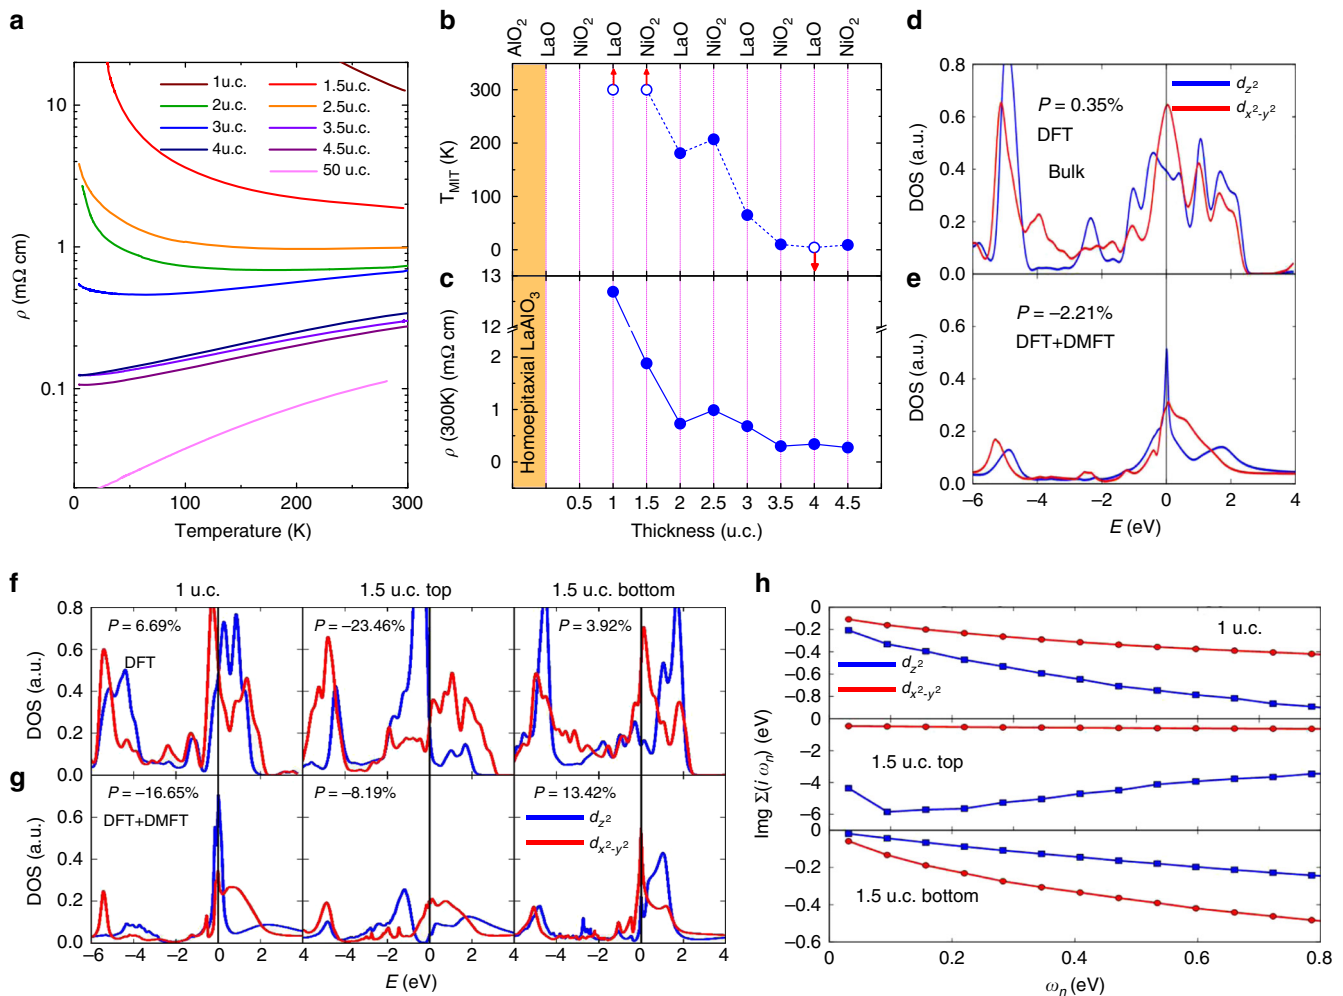 a
10
1
0.1
ρ (mΩ cm)
1u.c.
1.5u.c.
2u.c.
2.5u.c.
3u.c.
3.5u.c.
4u.c.
4.5u.c.
50 u.c.
0
100
200
300
Temperature (K)
b
AlO2
LaO
NiO2
LaO
NiO2
LaO
NiO2
LaO
NiO2
LaO
NiO2
300
200
100
0
T_MIT (K)
c
13
12
2
1
0
ρ (300K) (mΩ cm)
Homoepitaxial LaAlO3
0.5
1
1.5
2
2.5
3
3.5
4
4.5
Thickness (u.c.)
d
0.8
0.6
0.4
0.2
0.0
DOS (a.u.)
P = 0.35%
DFT
Bulk
d_z²
d_x²–y²
e
0.6
0.4
0.2
0.0
DOS (a.u.)
P = –2.21%
DFT+DMFT
–6
–4
–2
0
2
4
E (eV)
f
1 u.c.
1.5 u.c. top
1.5 u.c. bottom
0.8
0.6
0.4
0.2
0.0
DOS (a.u.)
P = 6.69%
DFT
P = –23.46%
P = 3.92%
g
0.6
0.4
0.2
0.0
DOS (a.u.)
P = –16.65%
DFT+DMFT
P = –8.19%
P = 13.42%
d_z²
d_x²–y²
–6 –4 –2 0 2 4 –4 –2 0 2 4 –4 –2 0 2 4
E (eV)
h
0
–0.2
–0.4
–0.6
–0.8
0
–2
–4
–6
0
–0.2
–0.4
–0.6
Img Σ(i ωn) (eV)
1 u.c.
d_z²
d_x²–y²
1.5 u.c. top
1.5 u.c. bottom
0
0.2
0.4
0.6
0.8
ωn